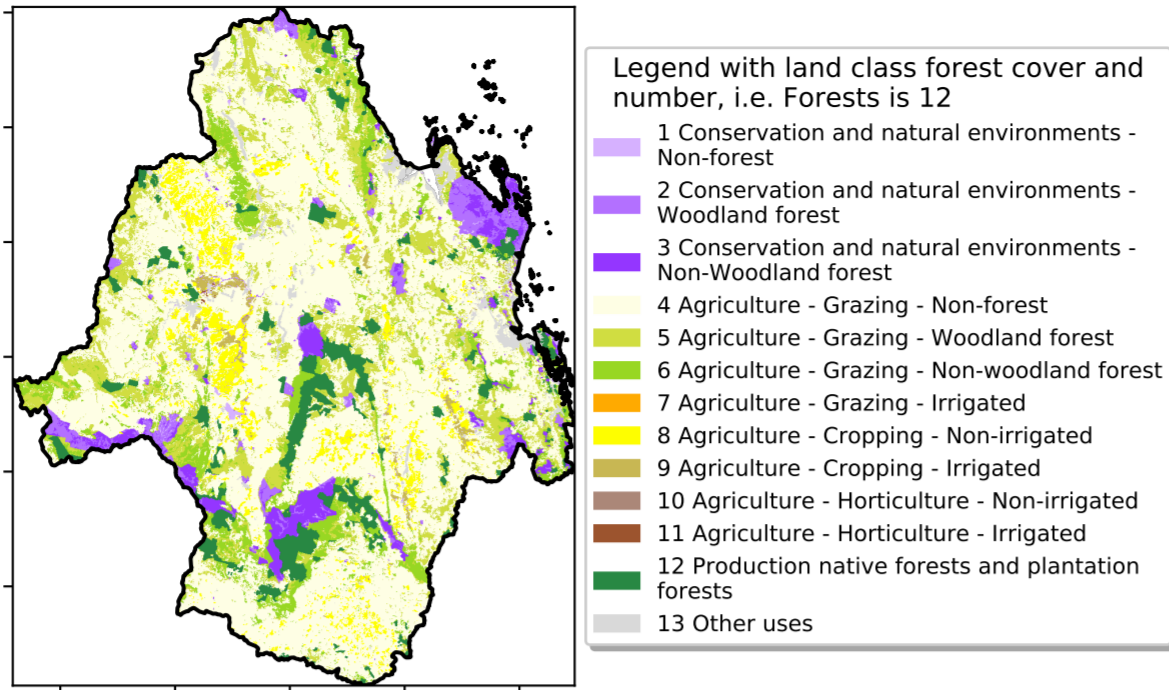 Legend with land class forest cover and
number, i.e. Forests is 12
1 Conservation and natural environments -
Non-forest
2 Conservation and natural environments -
Woodland forest
3 Conservation and natural environments -
Non-Woodland forest
4 Agriculture - Grazing - Non-forest
5 Agriculture - Grazing - Woodland forest
6 Agriculture - Grazing - Non-woodland forest
7 Agriculture - Grazing - Irrigated
8 Agriculture - Cropping - Non-irrigated
9 Agriculture - Cropping - Irrigated
10 Agriculture - Horticulture - Non-irrigated
11 Agriculture - Horticulture - Irrigated
12 Production native forests and plantation
forests
13 Other uses